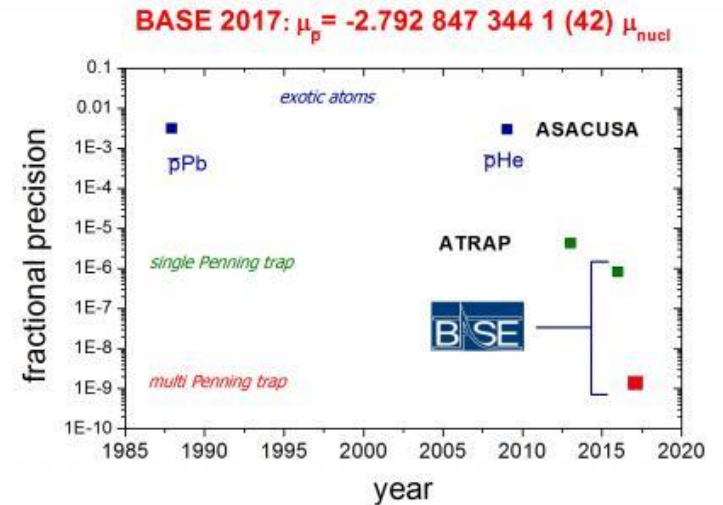 BASE 2017: μp̅ = -2.792 847 344 1 (42) μnucl
0.1
0.01
1E-3
1E-4
1E-5
1E-6
1E-7
1E-8
1E-9
1E-10
fractional precision
exotic atoms
ASACUSA
p̅Pb
p̅He
ATRAP
single Penning trap
BASE
multi Penning trap
1985 1990 1995 2000 2005 2010 2015 2020
year